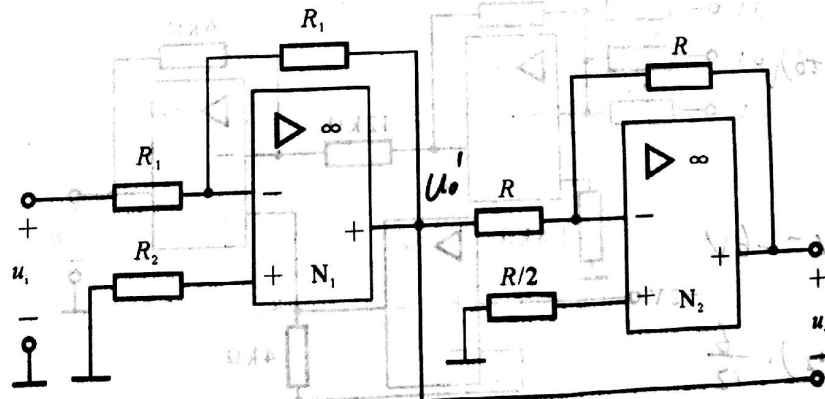 R₁
R
▷ ∞
▷ ∞
R₁
−
U₀'
R
−
+
uᵢ
−
R₂
+
N₁
+
R/2
+
N₂
+
+
u
−